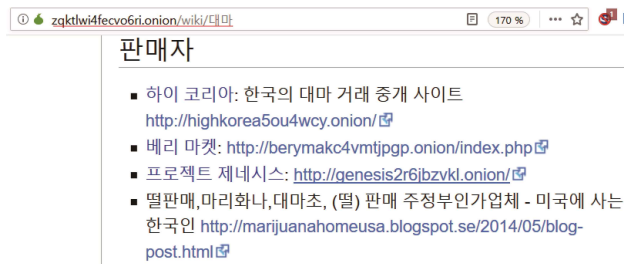 zqktlwi4fecvo6ri.onion/wiki/대마 170 %
판매자
하이 코리아: 한국의 대마 거래 중개 사이트
http://highkorea5ou4wcy.onion/
베리 마켓: http://berymakc4vmtjpgp.onion/index.php
프로젝트 제네시스: http://genesis2r6jbzvkl.onion/
떨판매,마리화나,대마초, (떨) 판매 주정부인가업체 - 미국에 사는
한국인 http://marijuanahomeusa.blogspot.se/2014/05/blog-
post.html